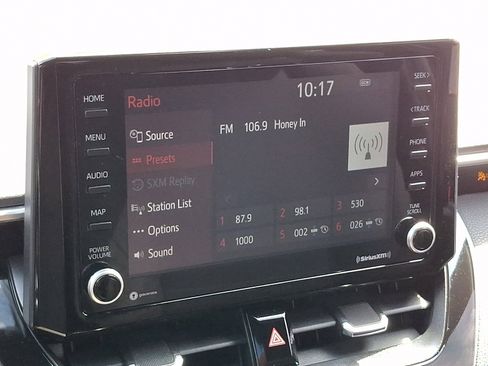 10:17
DCM
Radio
HOME
MENU
AUDIO
MAP
POWER
VOLUME
Source
Presets
SXM Replay
Station List
Options
Sound
FM 106.9 Honey In
1 87.9
2 98.1
3 530
4 1000
5 002
6 026
SEEK>
<TRACK
PHONE
APPS
TUNE
SCROLL
SiriusXM